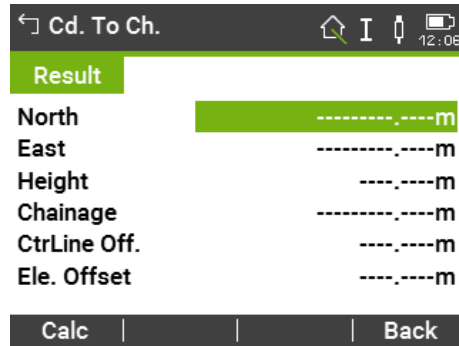 Cd. To Ch.
I
12:06
Result
North ---------.----m
East ---------.----m
Height ----.----m
Chainage ---------.----m
CtrLine Off. ----.----m
Ele. Offset ----.----m
Calc | | | Back